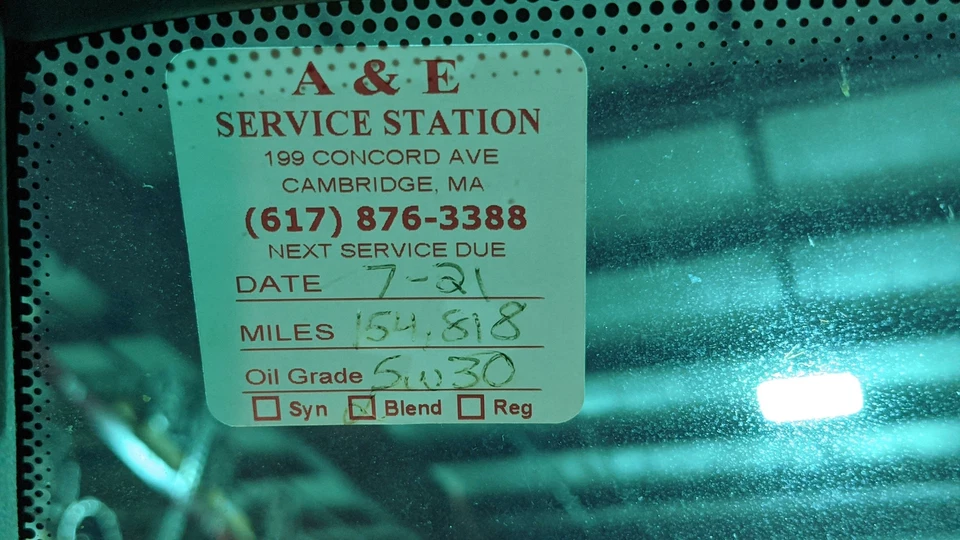 A & E
SERVICE STATION
199 CONCORD AVE
CAMBRIDGE, MA
(617) 876-3388
NEXT SERVICE DUE
DATE 7-21
MILES 154,818
Oil Grade 5w30
Syn Blend Reg